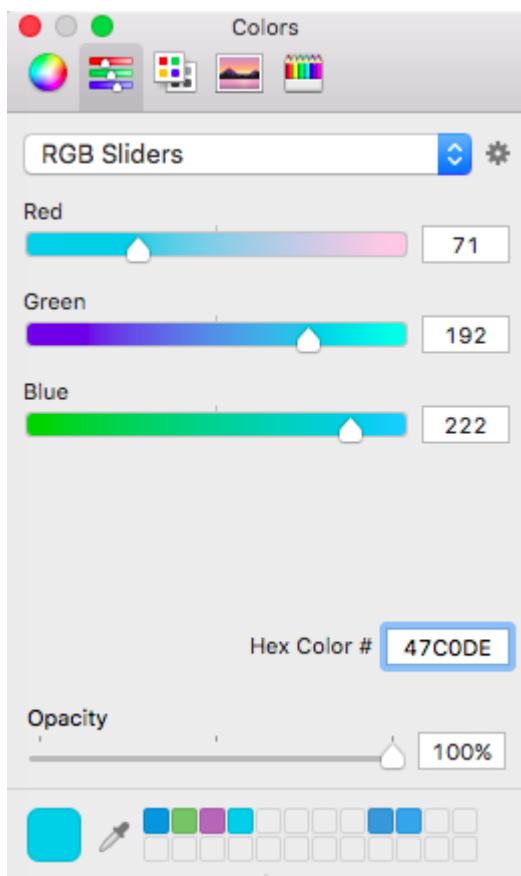 Colors
RGB Sliders
Red
71
Green
192
Blue
222
Hex Color # 47C0DE
Opacity
100%